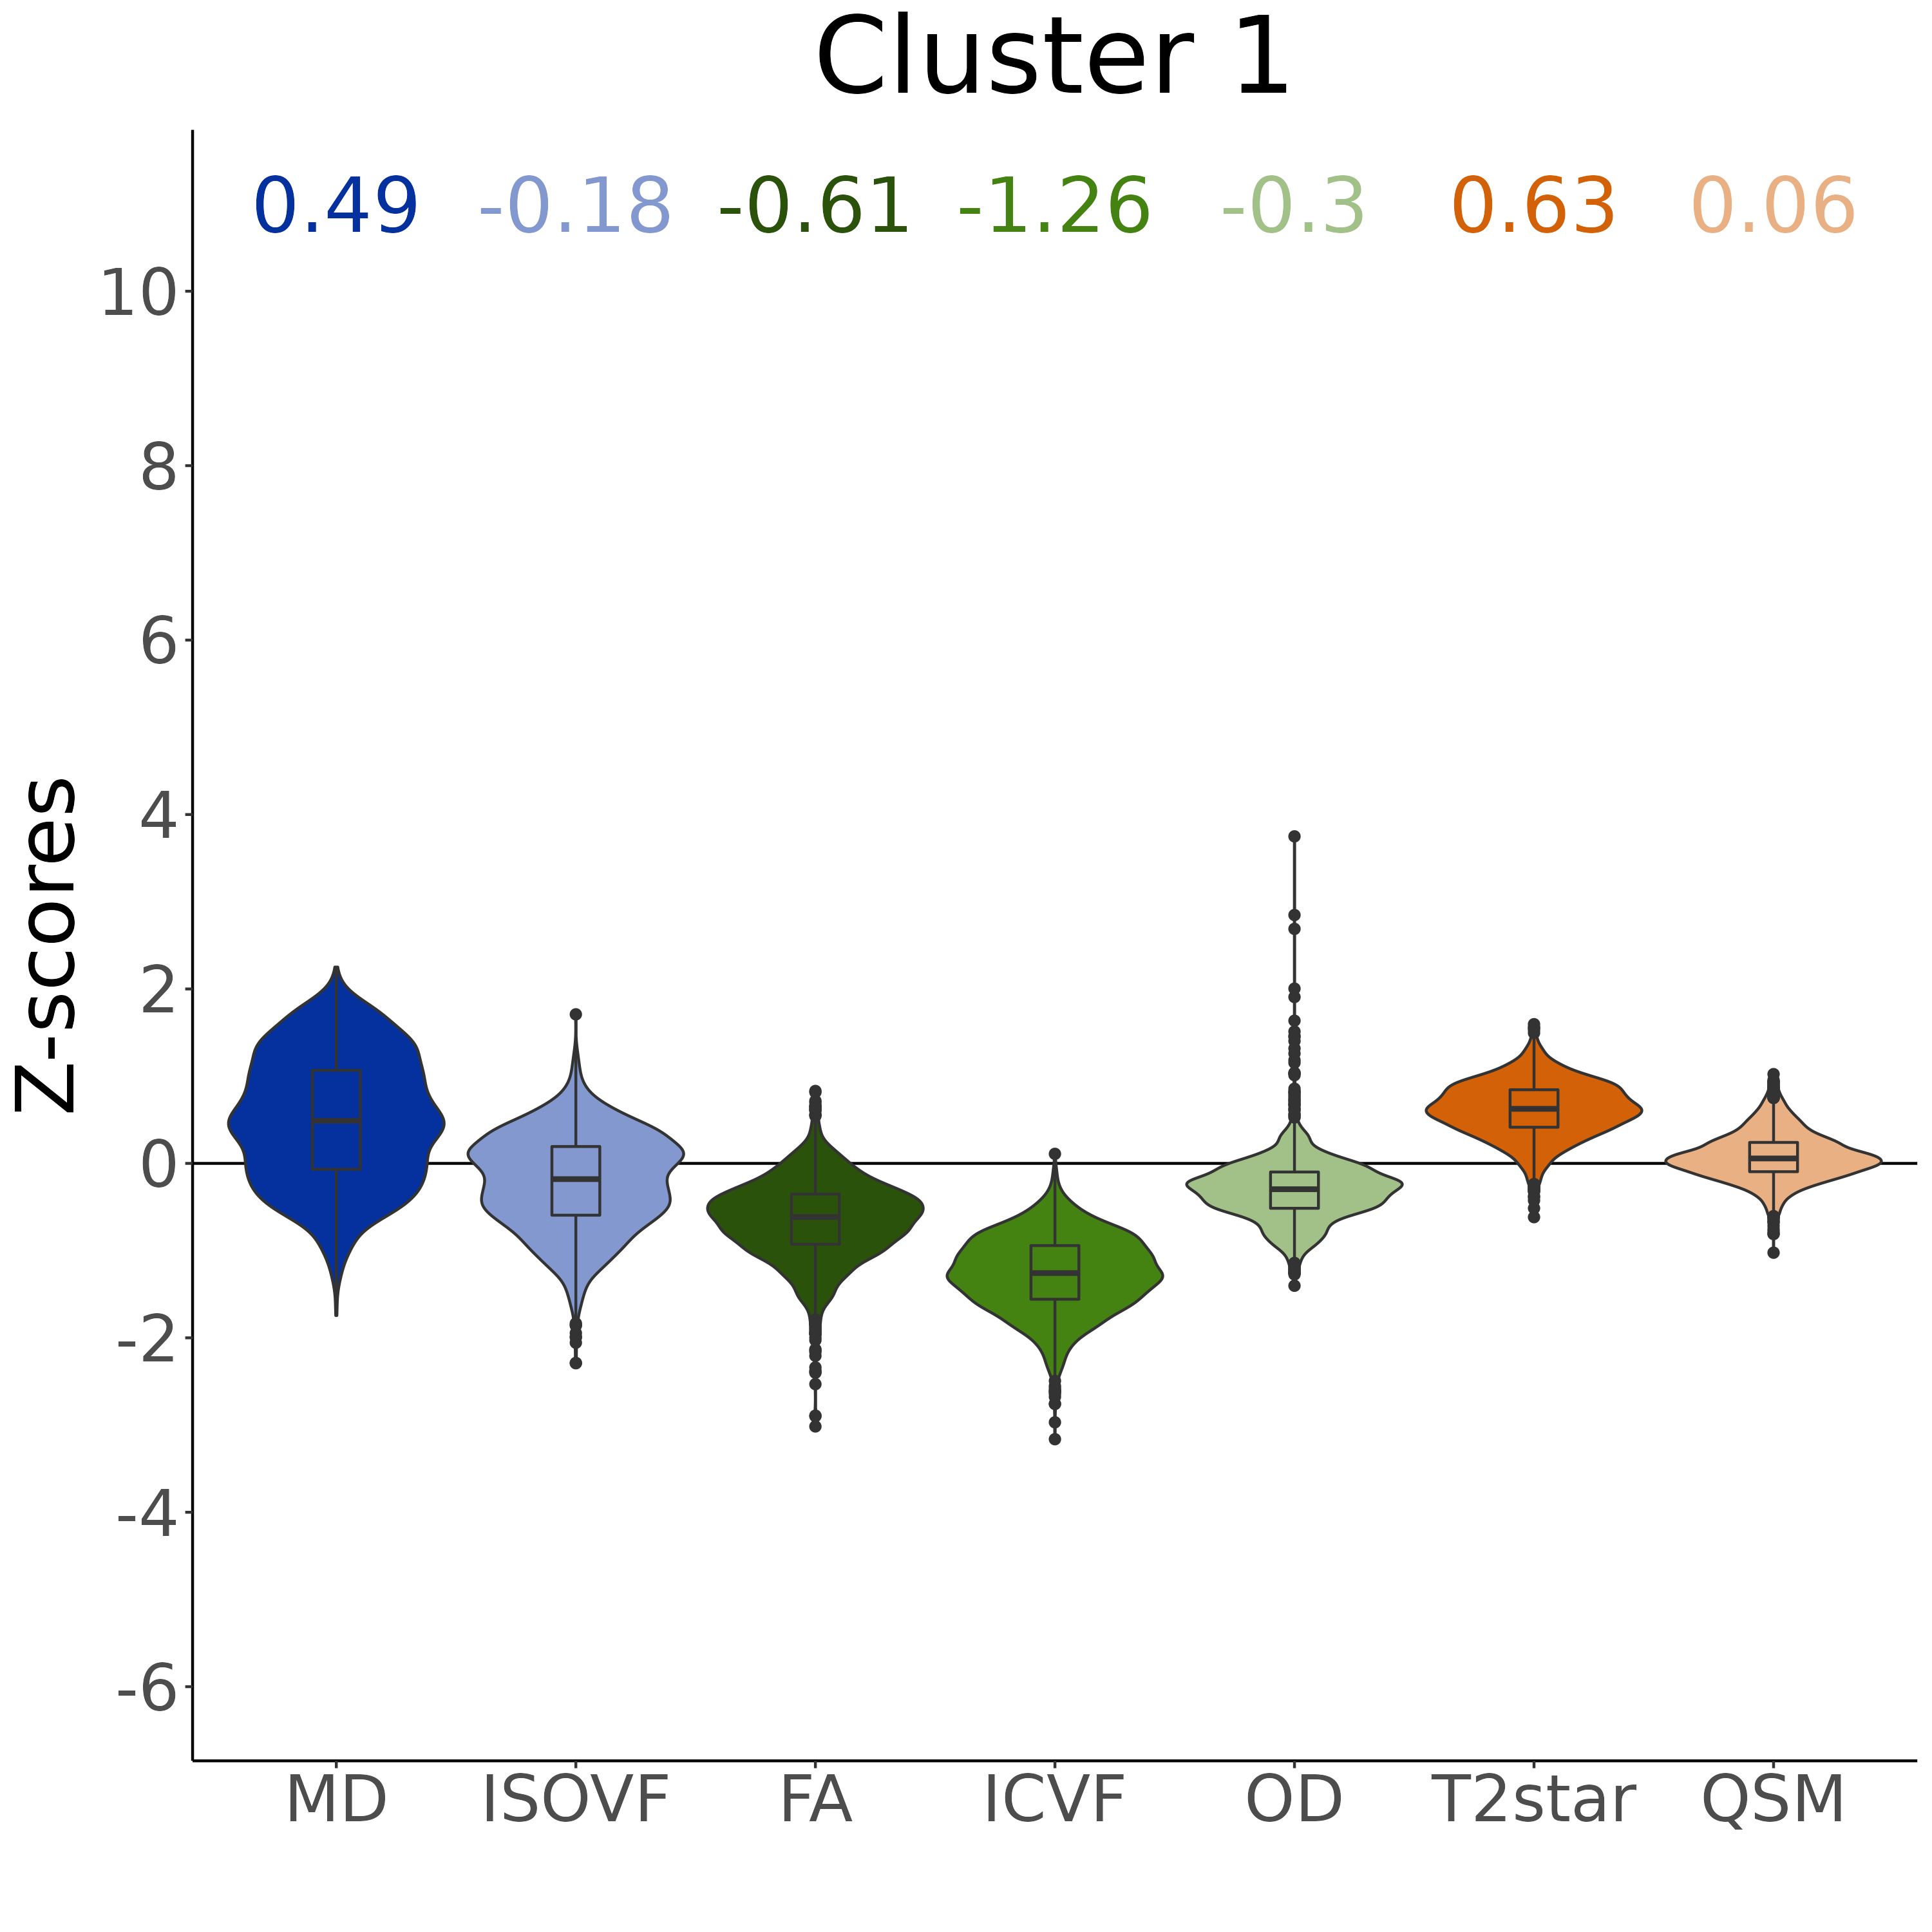 Cluster 1
0.49 -0.18 -0.61 -1.26 -0.3 0.63 0.06
10
8
6
4
2
0
-2
-4
-6
Z-scores
MD ISOVF FA ICVF OD T2star QSM